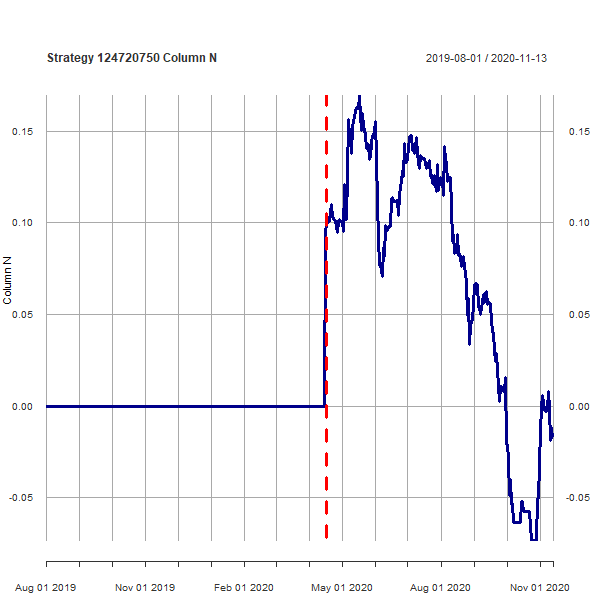 Strategy 124720750 Column N
2019-08-01 / 2020-11-13
Column N
0.15
0.10
0.05
0.00
-0.05
0.15
0.10
0.05
0.00
-0.05
Aug 01 2019
Nov 01 2019
Feb 01 2020
May 01 2020
Aug 01 2020
Nov 01 2020